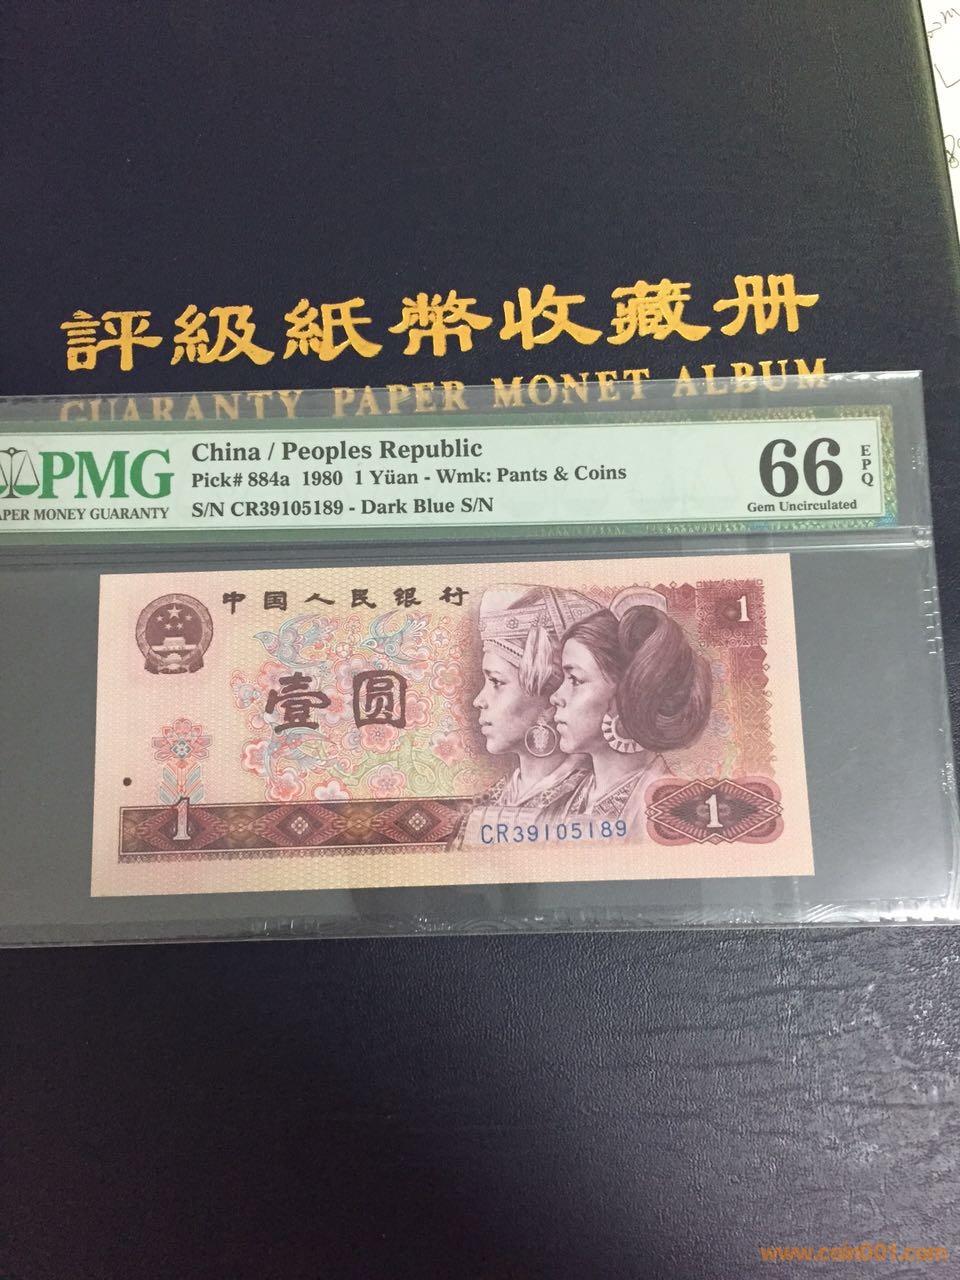 評級紙幣收藏册
GUARANTY PAPER MONET ALBUM
PMG
PAPER MONEY GUARANTY
China / Peoples Republic
Pick# 884a 1980 1 Yüan - Wmk: Pants & Coins
S/N CR39105189 - Dark Blue S/N
66
EPQ
Gem Uncirculated
中国人民银行
1
壹圆
1
CR39105189
1
www.coin001.com